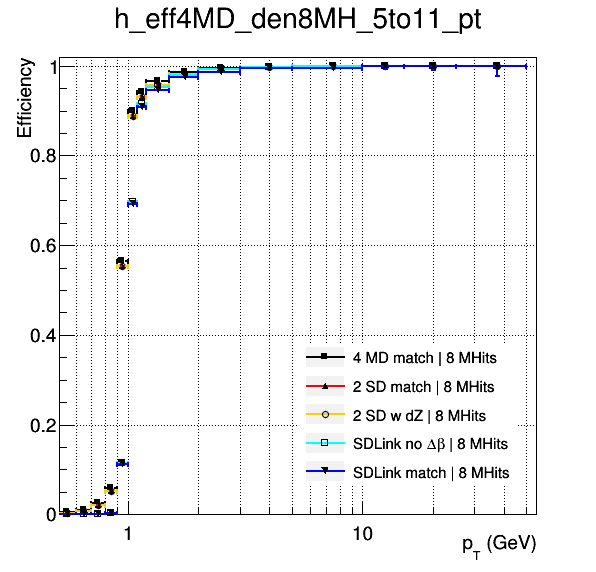 h_eff4MD_den8MH_5to11_pt
Efficiency
1
0.8
0.6
0.4
0.2
0
4 MD match | 8 MHits
2 SD match | 8 MHits
2 SD w dZ | 8 MHits
SDLink no Δβ | 8 MHits
SDLink match | 8 MHits
1
10
p_T (GeV)